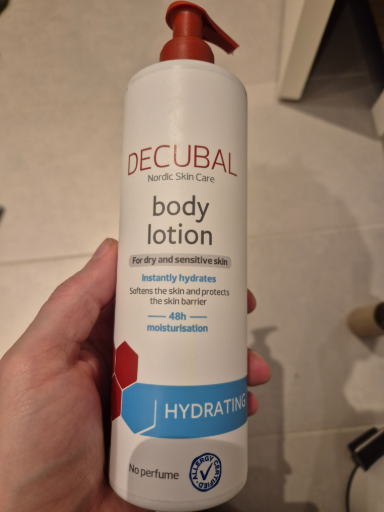 DECUBAL
Nordic Skin Care
body
lotion
For dry and sensitive skin
Instantly hydrates
Softens the skin and protects
the skin barrier
48h
moisturisation
HYDRATING
No perfume
ALLERGY
CERTIFIED